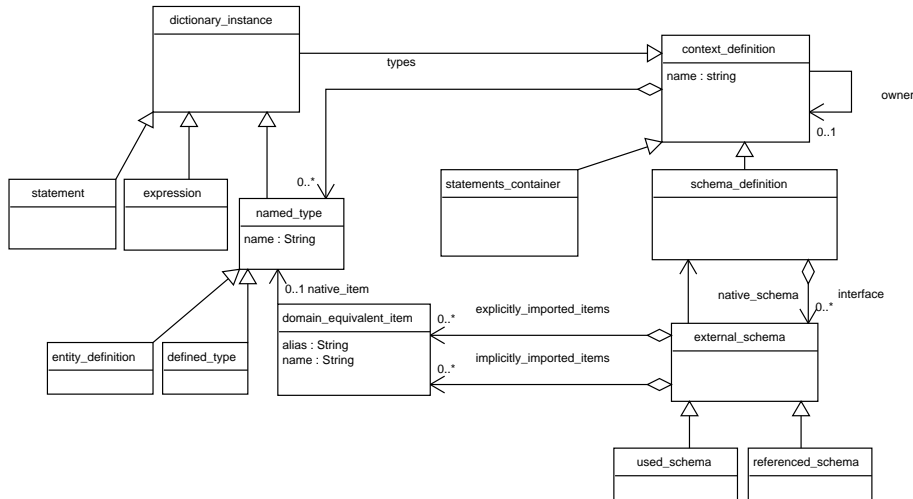 dictionary_instance
context_definition
name : string
types
owner
0..1
statement
expression
0..*
statements_container
schema_definition
named_type
name : String
0..1 native_item
native_schema
interface
0..*
domain_equivalent_item
alias : String
name : String
0..*
explicitly_imported_items
external_schema
entity_definition
defined_type
0..*
implicitly_imported_items
used_schema
referenced_schema